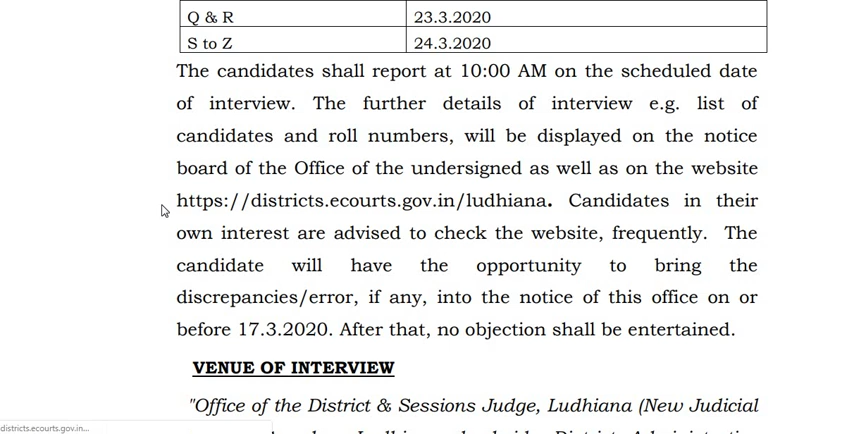 Q & R 23.3.2020
S to Z 24.3.2020
The candidates shall report at 10:00 AM on the scheduled date
of interview. The further details of interview e.g. list of
candidates and roll numbers, will be displayed on the notice
board of the Office of the undersigned as well as on the website
https://districts.ecourts.gov.in/ludhiana. Candidates in their
own interest are advised to check the website, frequently. The
candidate will have the opportunity to bring the
discrepancies/error, if any, into the notice of this office on or
before 17.3.2020. After that, no objection shall be entertained.
VENUE OF INTERVIEW
"Office of the District & Sessions Judge, Ludhiana (New Judicial
districts.ecourts.gov.in...